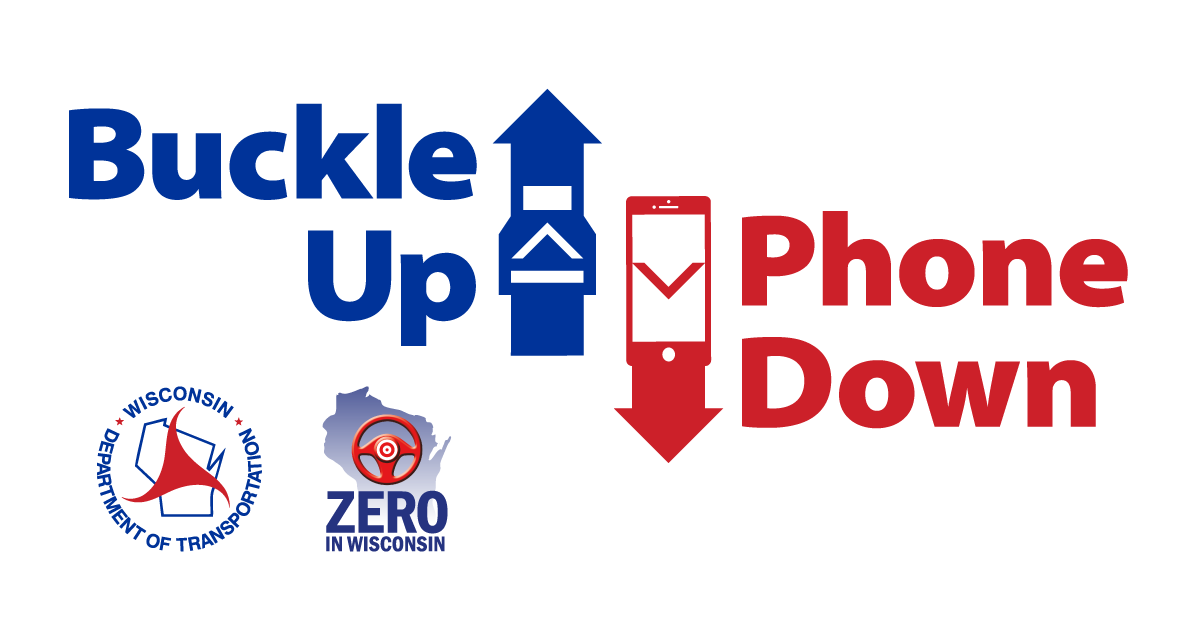 Buckle
Up
Phone
Down
WISCONSIN
DEPARTMENT OF TRANSPORTATION
ZERO
IN WISCONSIN